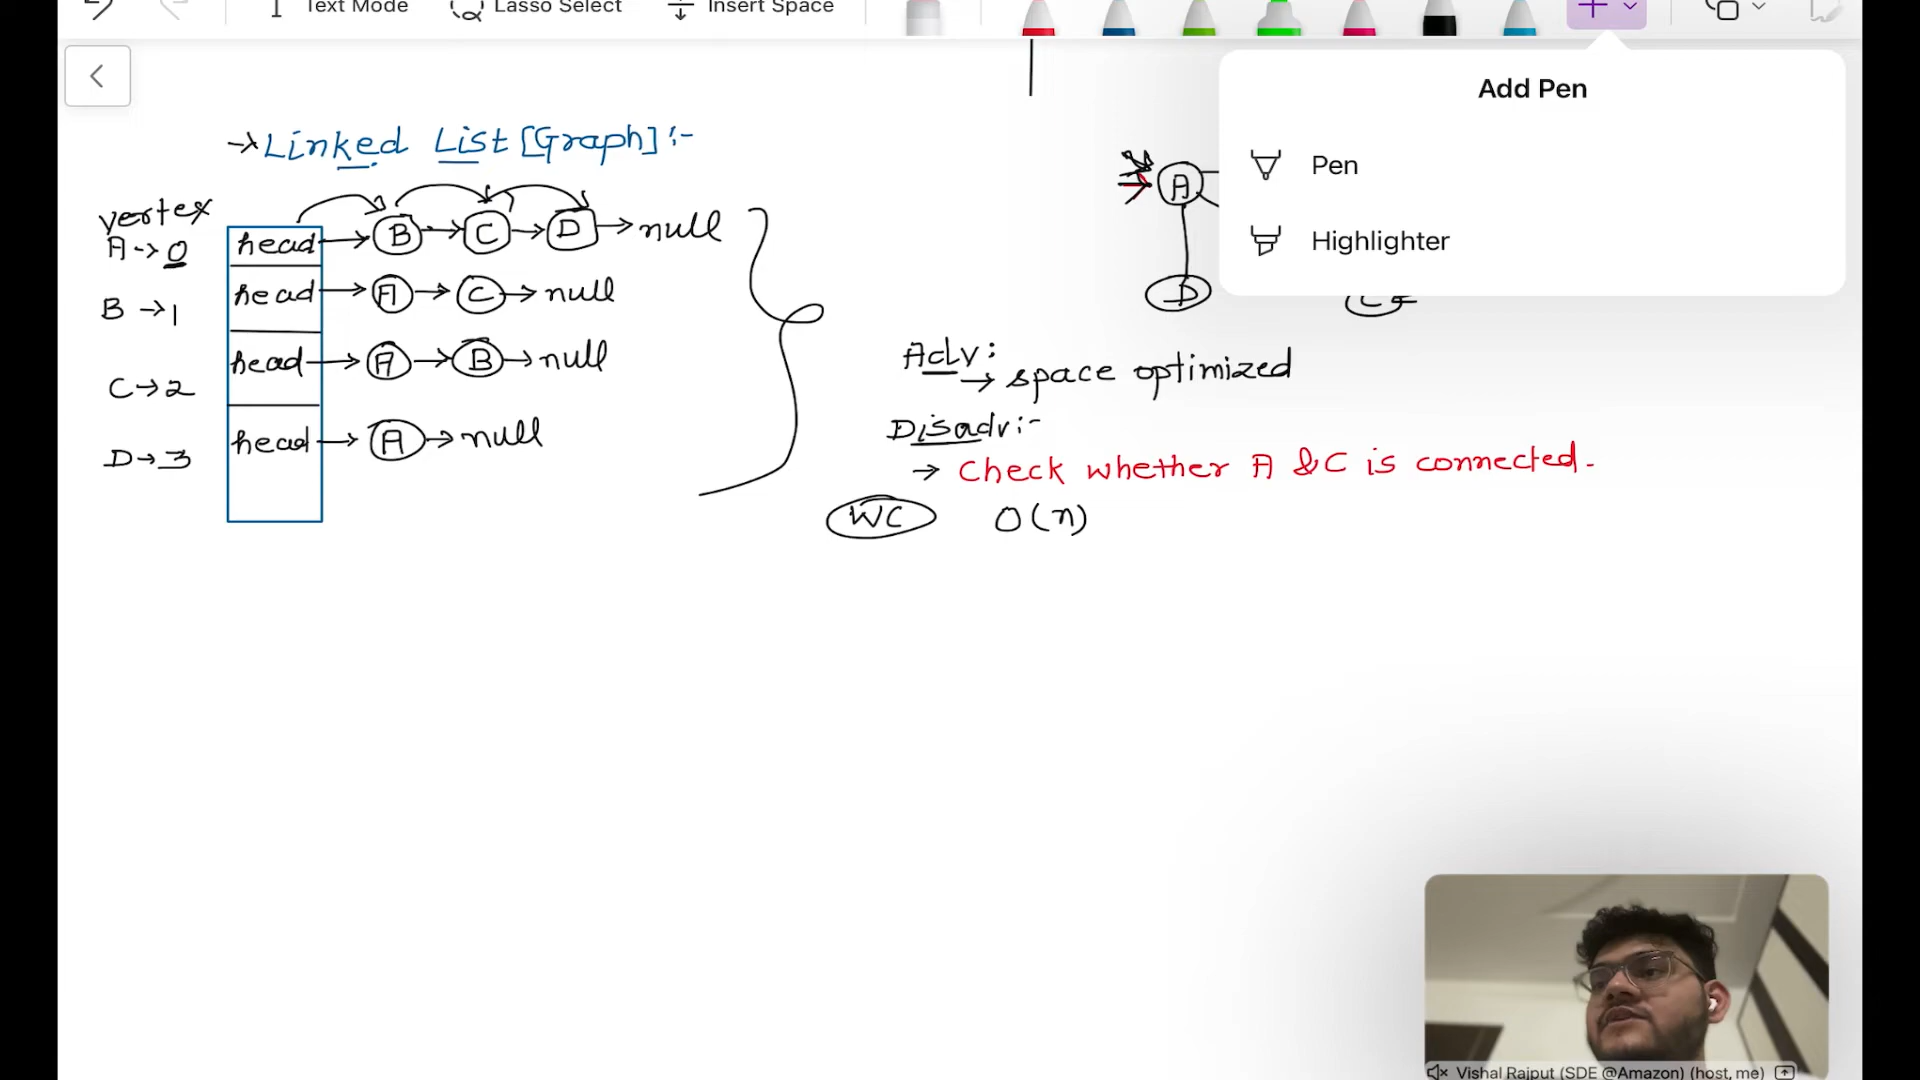 Text Mode
Lasso Select
Insert Space
Add Pen
Pen
Highlighter
→ Linked List [Graph] :-
vertex
A → 0 head → B → C → D → null
B → 1 head → A → C → null
C → 2 head → A → B → null
D → 3 head → A → null
A
D
Adv :
→ space optimized
Disadv :-
→ Check whether A & C is connected.
WC O(n)
Vishal Rajput (SDE @Amazon) (host, me)